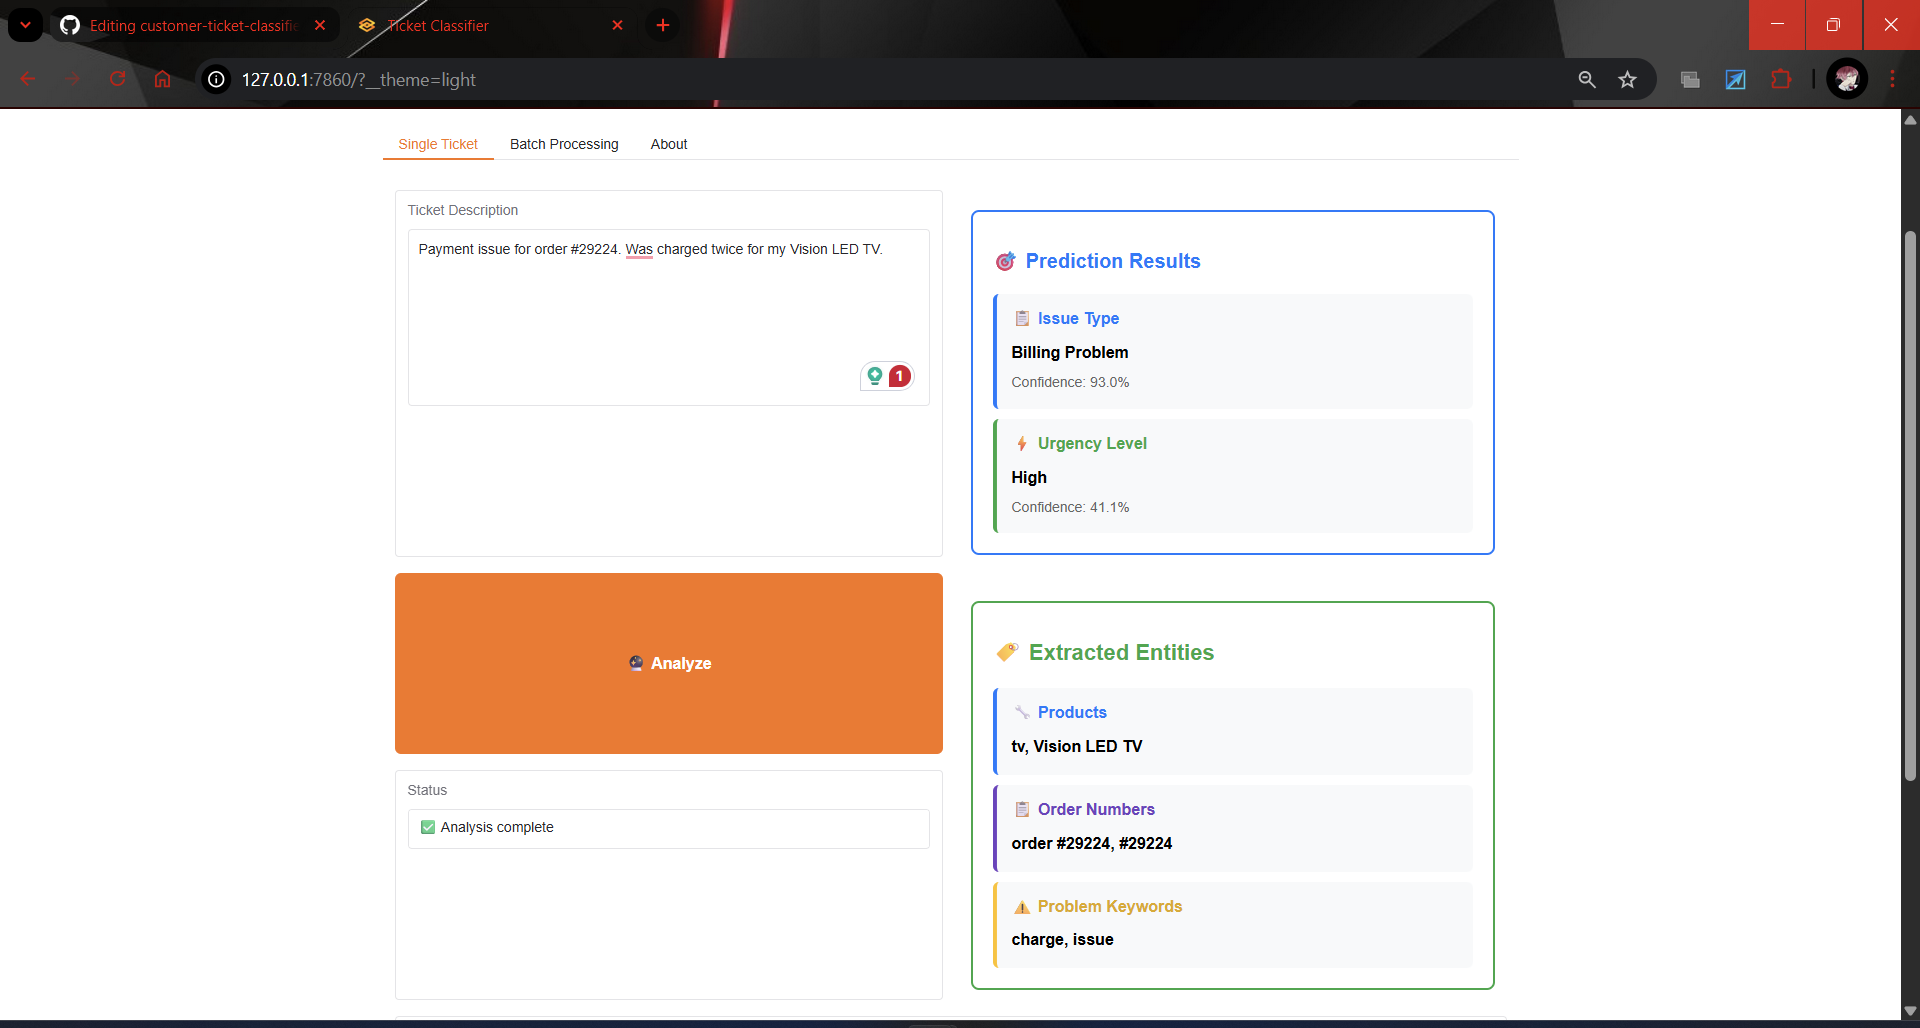 Editing customer-ticket-classifie
Ticket Classifier
127.0.0.1:7860/?__theme=light
Single Ticket
Batch Processing
About
Ticket Description
Payment issue for order #29224. Was charged twice for my Vision LED TV.
1
Analyze
Status
Analysis complete
Prediction Results
Issue Type
Billing Problem
Confidence: 93.0%
Urgency Level
High
Confidence: 41.1%
Extracted Entities
Products
tv, Vision LED TV
Order Numbers
order #29224, #29224
Problem Keywords
charge, issue